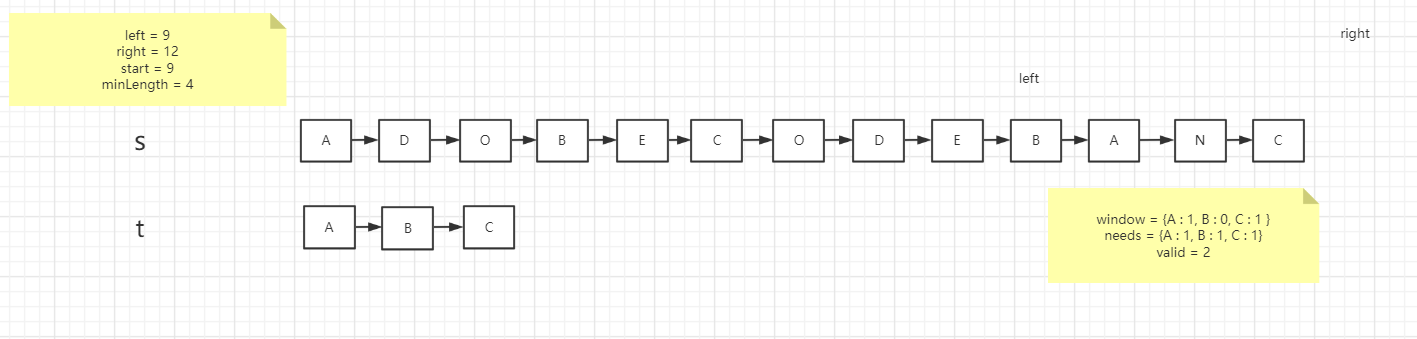 left = 9
right = 12
start = 9
minLength = 4
right
left
s
A D O B E C O D E B A N C
t
A B C
window = {A : 1, B : 0, C : 1 }
needs = {A : 1, B : 1, C : 1}
valid = 2